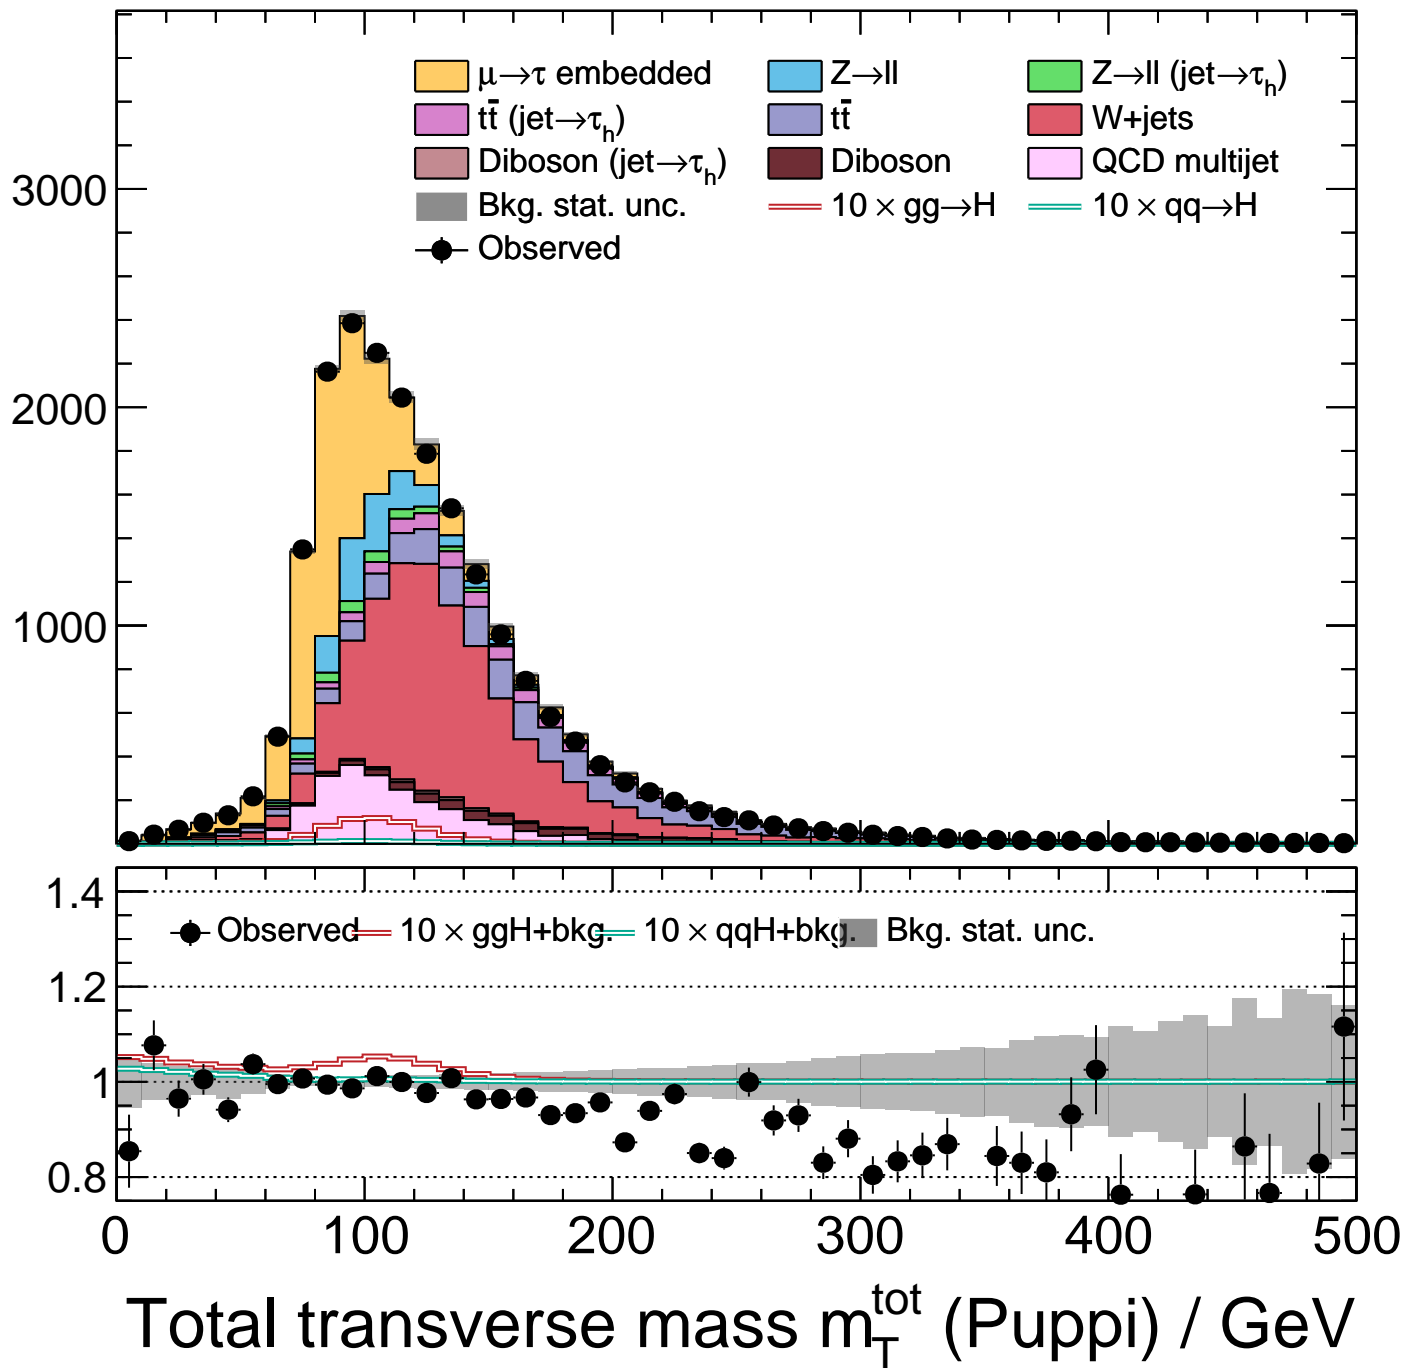 μ→τ embedded Z→ll Z→ll (jet→τₕ)
tt̄ (jet→τₕ) tt̄ W+jets
Diboson (jet→τₕ) Diboson QCD multijet
Bkg. stat. unc. 10 × gg→H 10 × qq→H
Observed
3000
2000
1000
1.4
Observed 10 × ggH+bkg. 10 × qqH+bkg. Bkg. stat. unc.
1.2
1
0.8
0 100 200 300 400 500
Total transverse mass m_T^tot (Puppi) / GeV